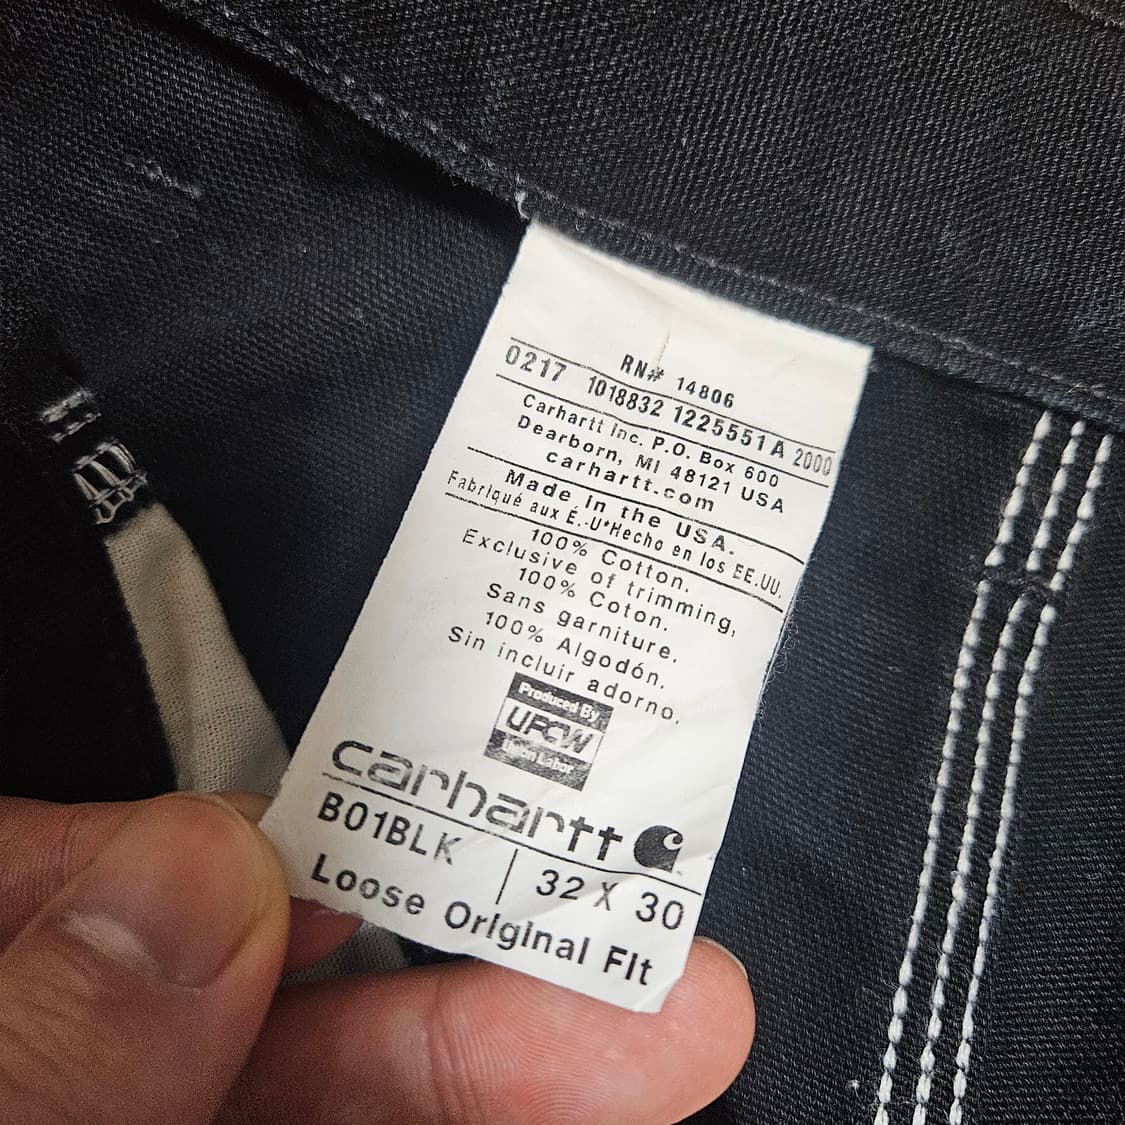 RN# 14806
0217 1018832 1225551A 2000
Carhartt Inc. P.O. Box 600
Dearborn, MI 48121 USA
carhartt.com
Made In the USA.
Fabriqué aux É.-U*Hecho en los EE.UU.
100% Cotton.
Exclusive of trimming,
100% Coton.
Sans garniture.
100% Algodón.
Sin incluir adorno.
Produced By
UFCW
Union Labor
carhartt
B01BLK | 32 X 30
Loose Original Fit